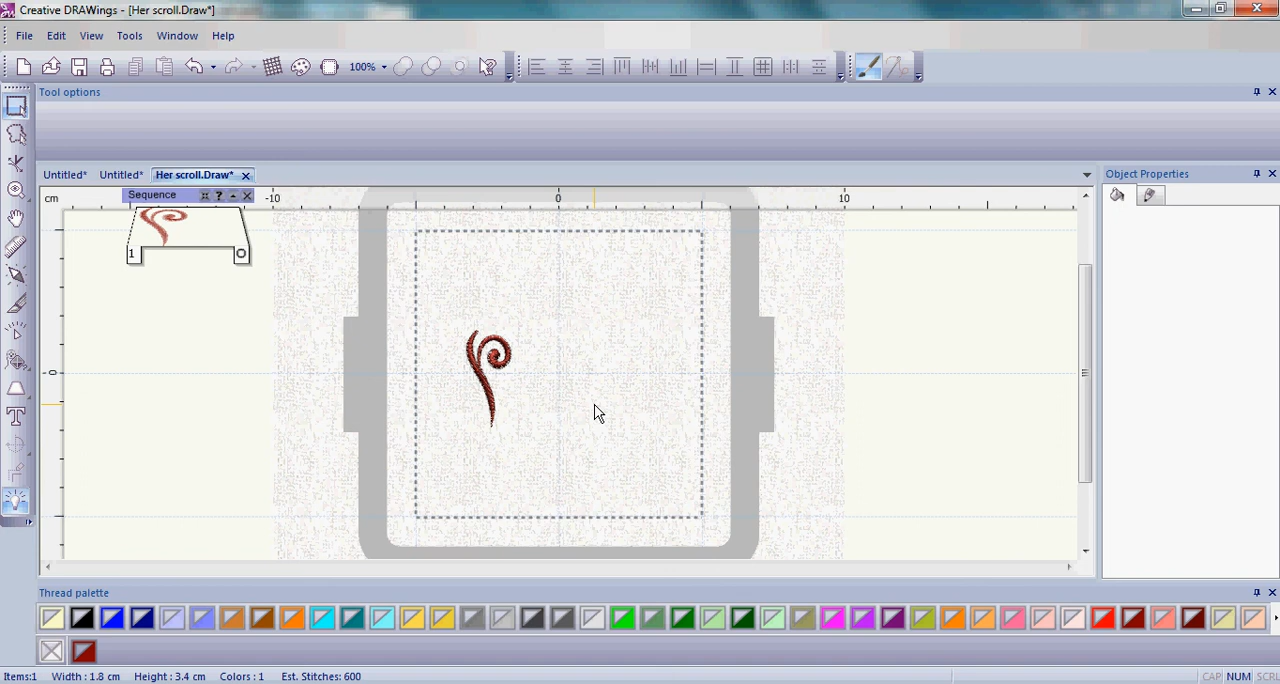 Creative DRAWings - [Her scroll.Draw*]
File Edit View Tools Window Help
100%
Tool options
Untitled* Untitled* Her scroll.Draw*
Object Properties
Sequence ?
cm -10 0 10
1
0
Thread palette
Items:1 Width : 1.8 cm Height : 3.4 cm Colors : 1 Est. Stitches: 600 CAP NUM SCRL